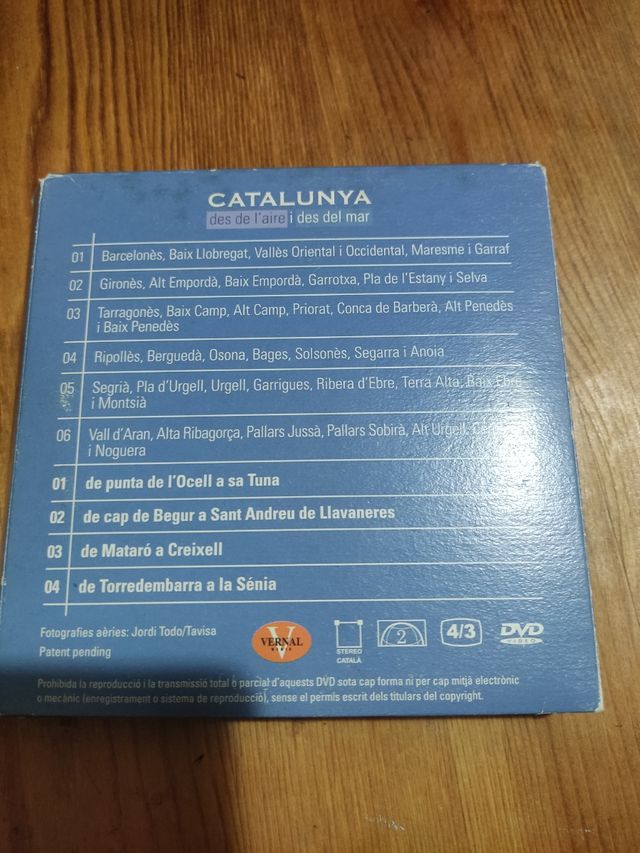 CATALUNYA
des de l'aire i des del mar
01 Barcelonès, Baix Llobregat, Vallès Oriental i Occidental, Maresme i Garraf
02 Gironès, Alt Empordà, Baix Empordà, Garrotxa, Pla de l'Estany i Selva
03 Tarragonès, Baix Camp, Alt Camp, Priorat, Conca de Barberà, Alt Penedès
i Baix Penedès
04 Ripollès, Berguedà, Osona, Bages, Solsonès, Segarra i Anoia
05 Segrià, Pla d'Urgell, Urgell, Garrigues, Ribera d'Ebre, Terra Alta, Baix Ebre
i Montsià
06 Vall d'Aran, Alta Ribagorça, Pallars Jussà, Pallars Sobirà, Alt Urgell,
i Noguera
01 de punta de l'Ocell a sa Tuna
02 de cap de Begur a Sant Andreu de Llavaneres
03 de Mataró a Creixell
04 de Torredembarra a la Sénia
Fotografies aèries: Jordi Todo/Tavisa
Patent pending
V
VERNAL
MEDIA
STEREO
CATALÀ
2
4/3
DVD
VIDEO
Prohibida la reproducció i la transmissió total o parcial d'aquests DVD sota cap forma ni per cap mitjà electrònic
o mecànic (enregistrament o sistema de reproducció), sense el permís escrit dels titulars del copyright.